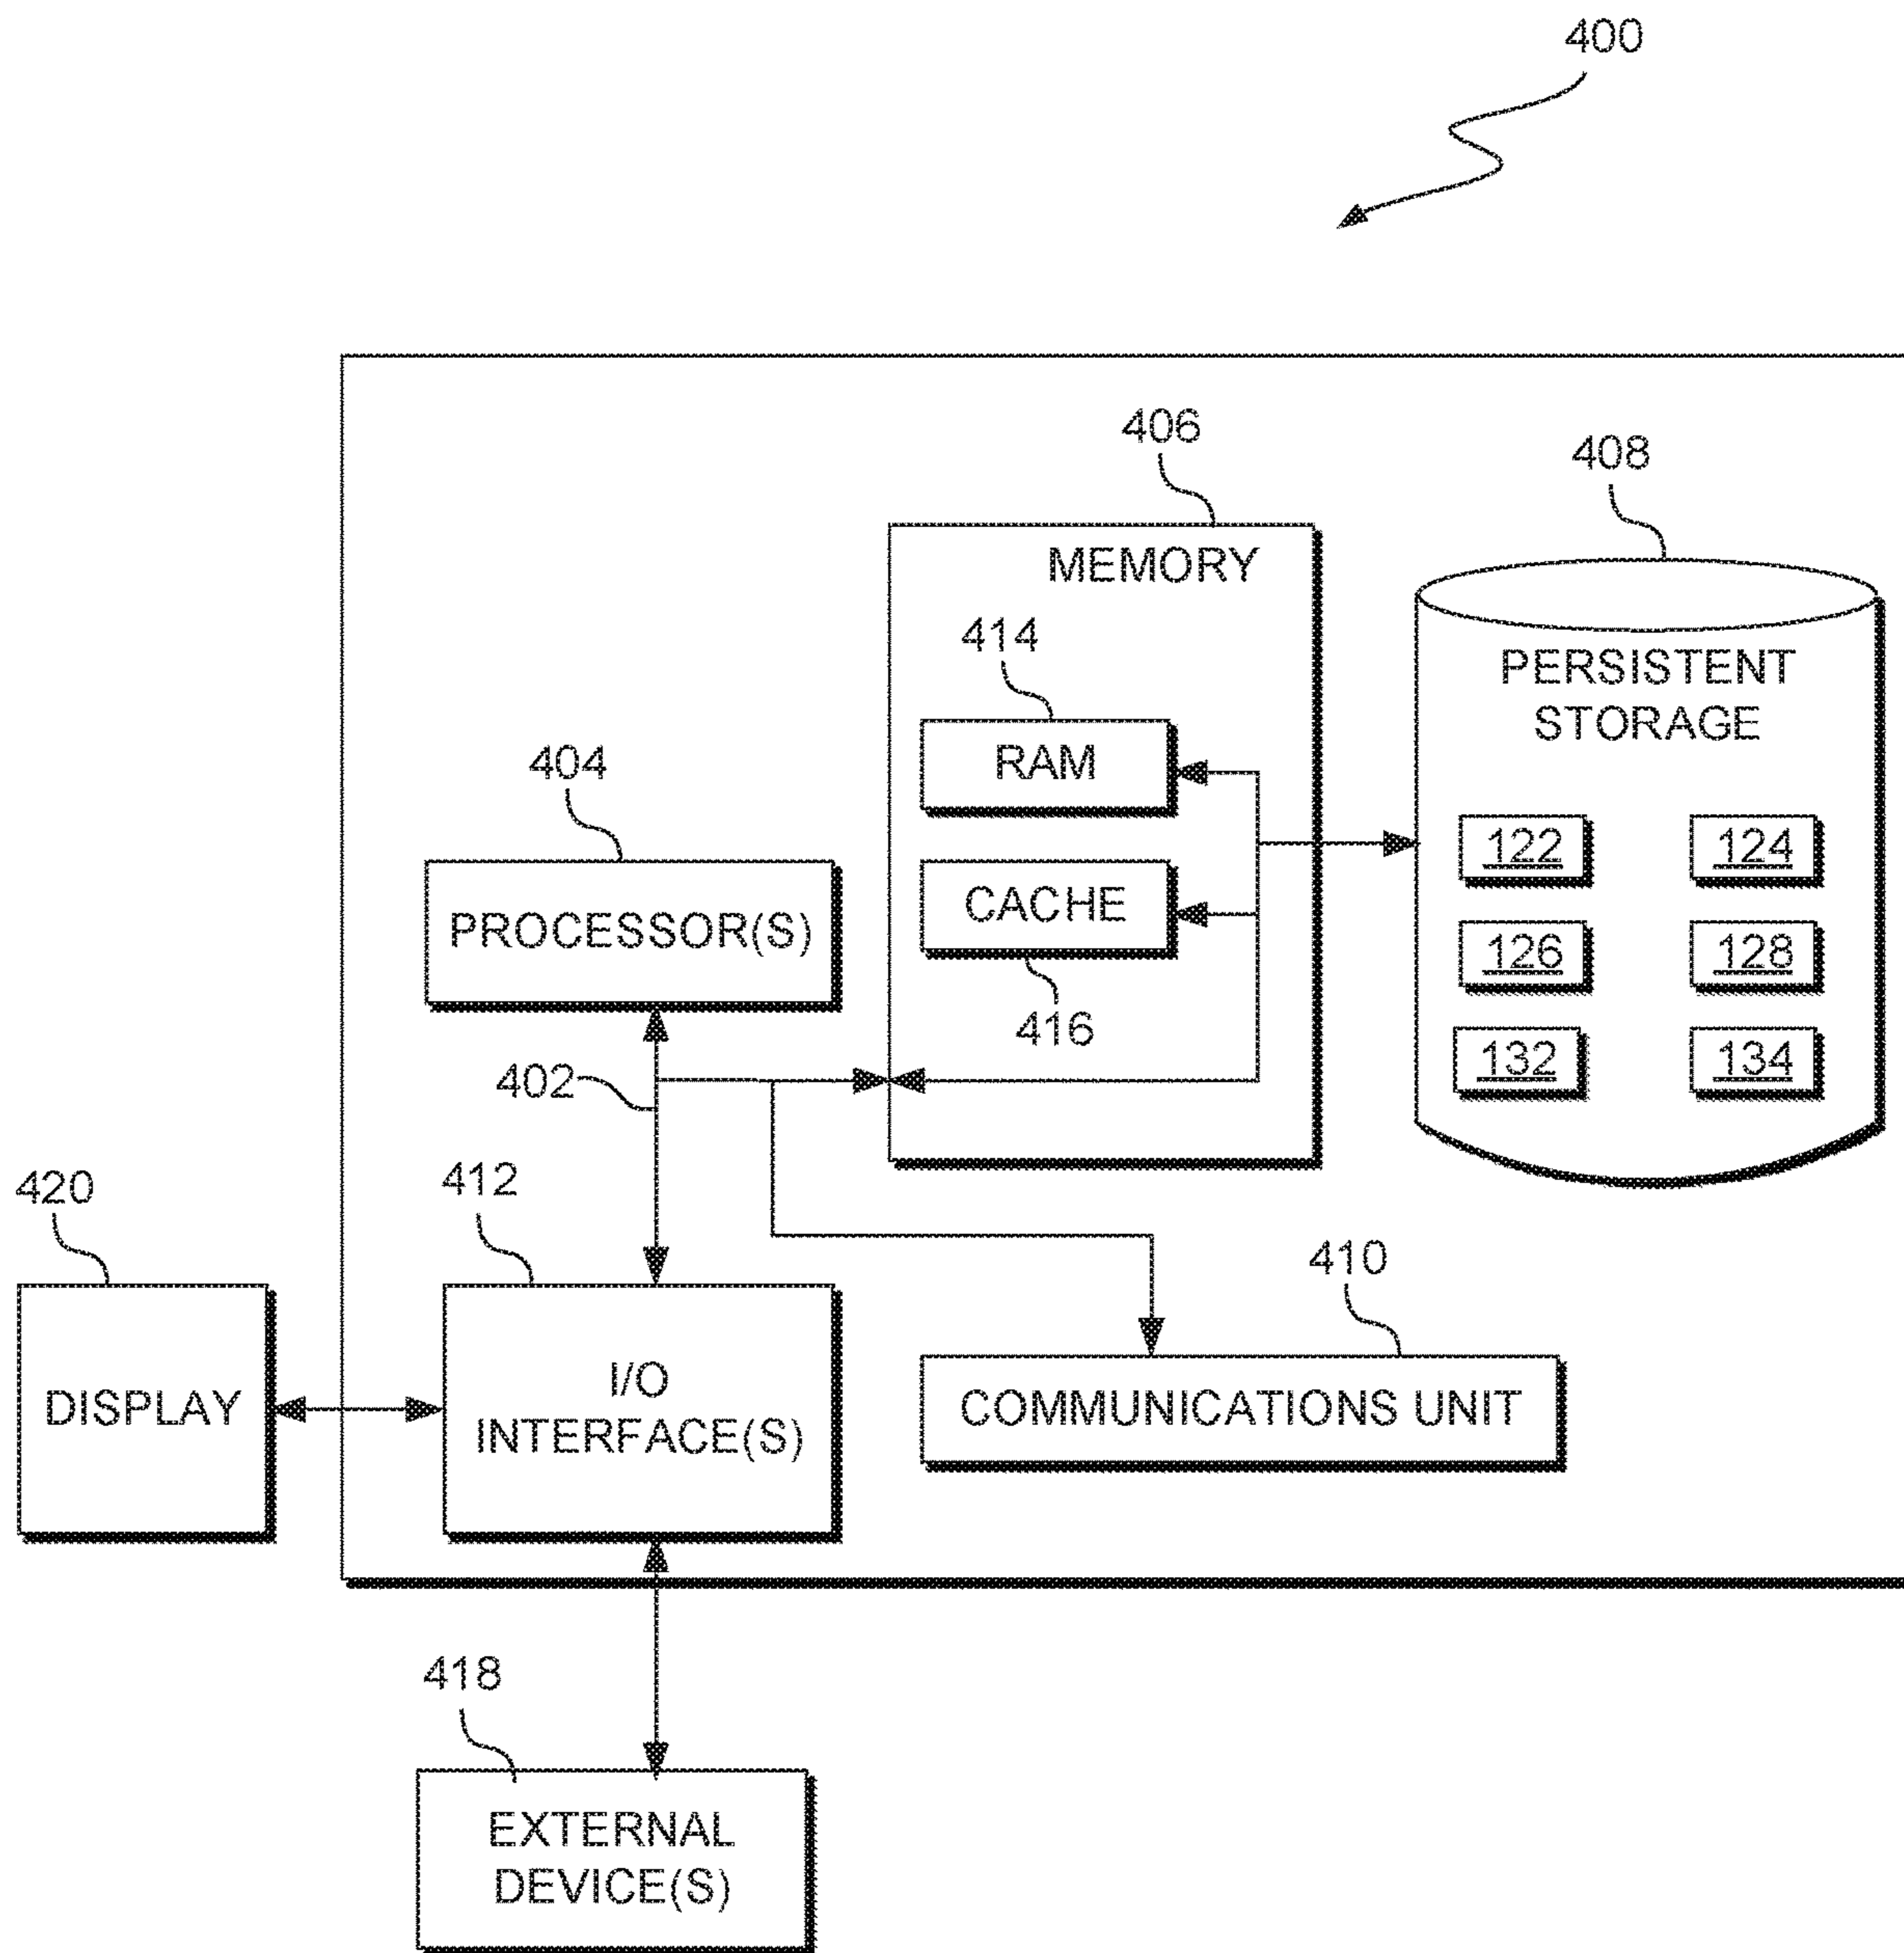 400
406
408
MEMORY
414
PERSISTENT
STORAGE
RAM
404
122
124
CACHE
PROCESSOR(S)
126
128
416
402
132
134
420
412
410
I/O
INTERFACE(S)
DISPLAY
COMMUNICATIONS UNIT
418
EXTERNAL
DEVICE(S)